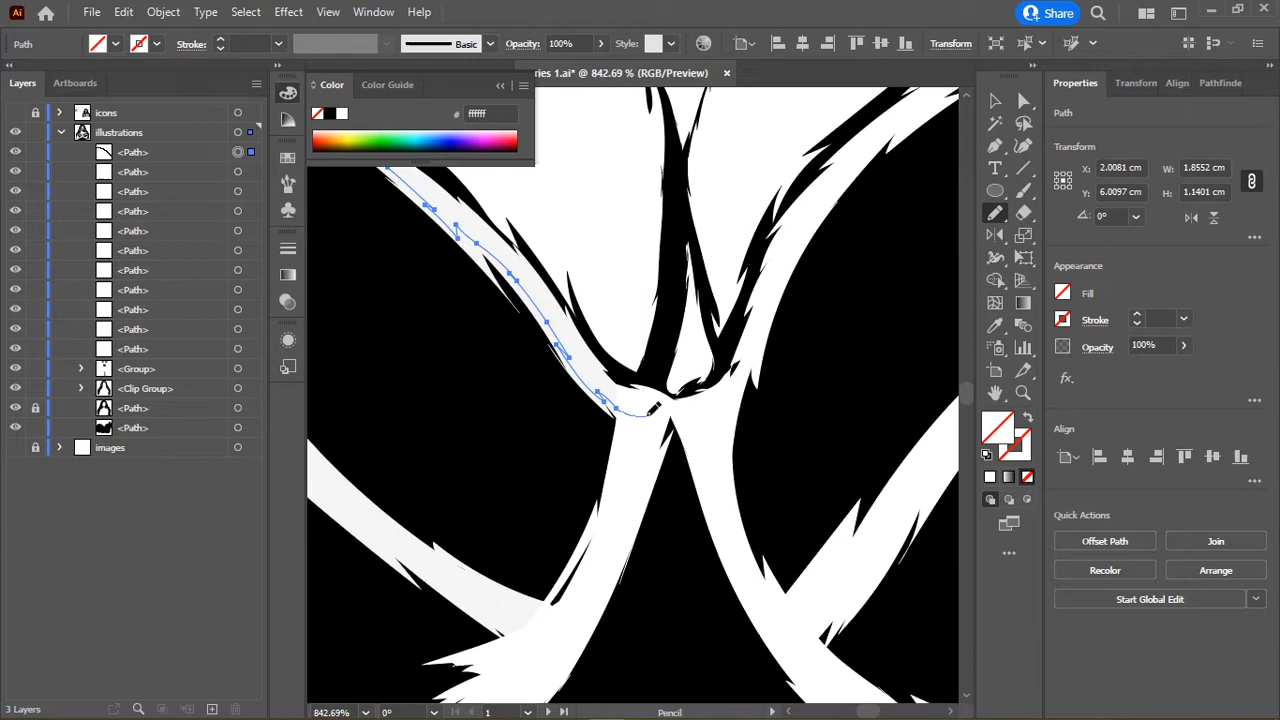 Ai File Edit Object Type Select Effect View Window Help Share
Path Stroke: Basic Opacity: 100% Style: Transform
Layers Artboards
ries 1.ai* @ 842.69 % (RGB/Preview)
Properties Transform Align Pathfinde
Color Color Guide
# ffffff
icons
illustrations
<Path>
<Path>
<Path>
<Path>
<Path>
<Path>
<Path>
<Path>
<Path>
<Path>
<Path>
<Group>
<Clip Group>
<Path>
<Path>
images
Path
Transform
X: 2.0081 cm W: 1.8552 cm
Y: 6.0097 cm H: 1.1401 cm
0°
Appearance
Fill
Stroke
Opacity 100%
fx.
Align
Quick Actions
Offset Path Join
Recolor Arrange
Start Global Edit
3 Layers
842.69% 0° 1 Pencil